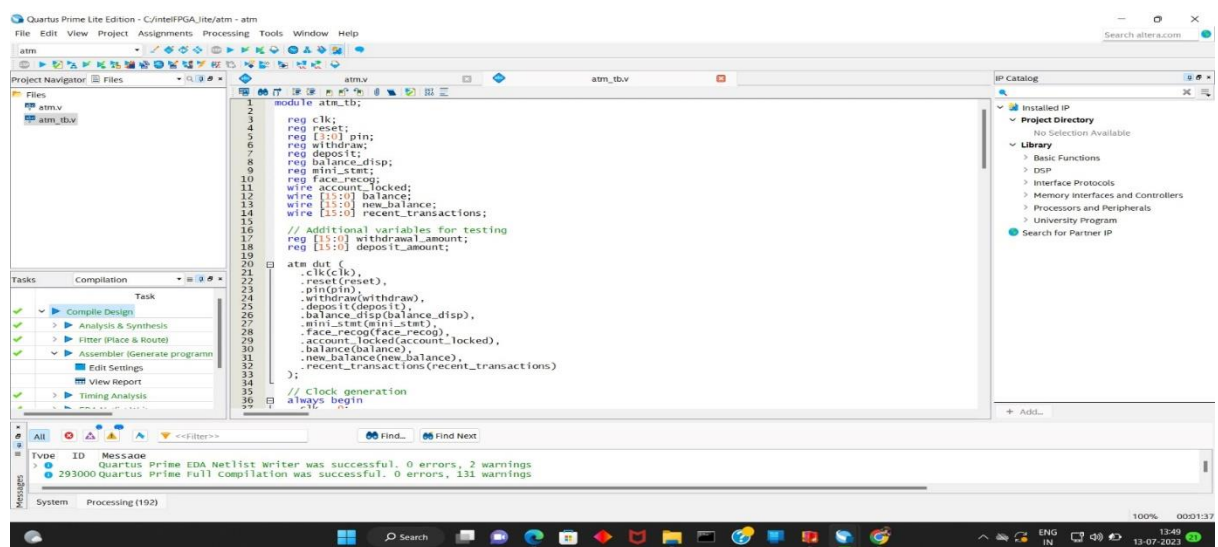 Quartus Prime Lite Edition - C:/intelFPGA_lite/atm - atm
File Edit View Project Assignments Processing Tools Window Help
Search altera.com
atm
Project Navigator Files
atm.v
atm_tb.v
IP Catalog
Files
atm.v
atm_tb.v
1 module atm_tb;
2
3 reg clk;
4 reg reset;
5 reg [3:0] pin;
6 reg withdraw;
7 reg deposit;
8 reg balance_disp;
9 reg mini_stmt;
10 reg face_recog;
11 wire account_locked;
12 wire [15:0] balance;
13 wire [15:0] new_balance;
14 wire [15:0] recent_transactions;
15
16 // Additional variables for testing
17 reg [15:0] withdrawal_amount;
18 reg [15:0] deposit_amount;
19
20 atm dut (
21 .clk(clk),
22 .reset(reset),
23 .pin(pin),
24 .withdraw(withdraw),
25 .deposit(deposit),
26 .balance_disp(balance_disp),
27 .mini_stmt(mini_stmt),
28 .face_recog(face_recog),
29 .account_locked(account_locked),
30 .balance(balance),
31 .new_balance(new_balance),
32 .recent_transactions(recent_transactions)
33 );
34
35 // Clock generation
36 always begin
Installed IP
Project Directory
No Selection Available
Library
Basic Functions
DSP
Interface Protocols
Memory Interfaces and Controllers
Processors and Peripherals
University Program
Search for Partner IP
+ Add...
Tasks Compilation
Task
Compile Design
Analysis & Synthesis
Fitter (Place & Route)
Assembler (Generate programn
Edit Settings
View Report
Timing Analysis
All <<Filter>> Find... Find Next
Type ID Message
Quartus Prime EDA Netlist Writer was successful. 0 errors, 2 warnings
293000 Quartus Prime Full Compilation was successful. 0 errors, 131 warnings
Messages
System Processing (192)
100% 00:01:37
Search
ENG
IN
13:49
13-07-2023
21